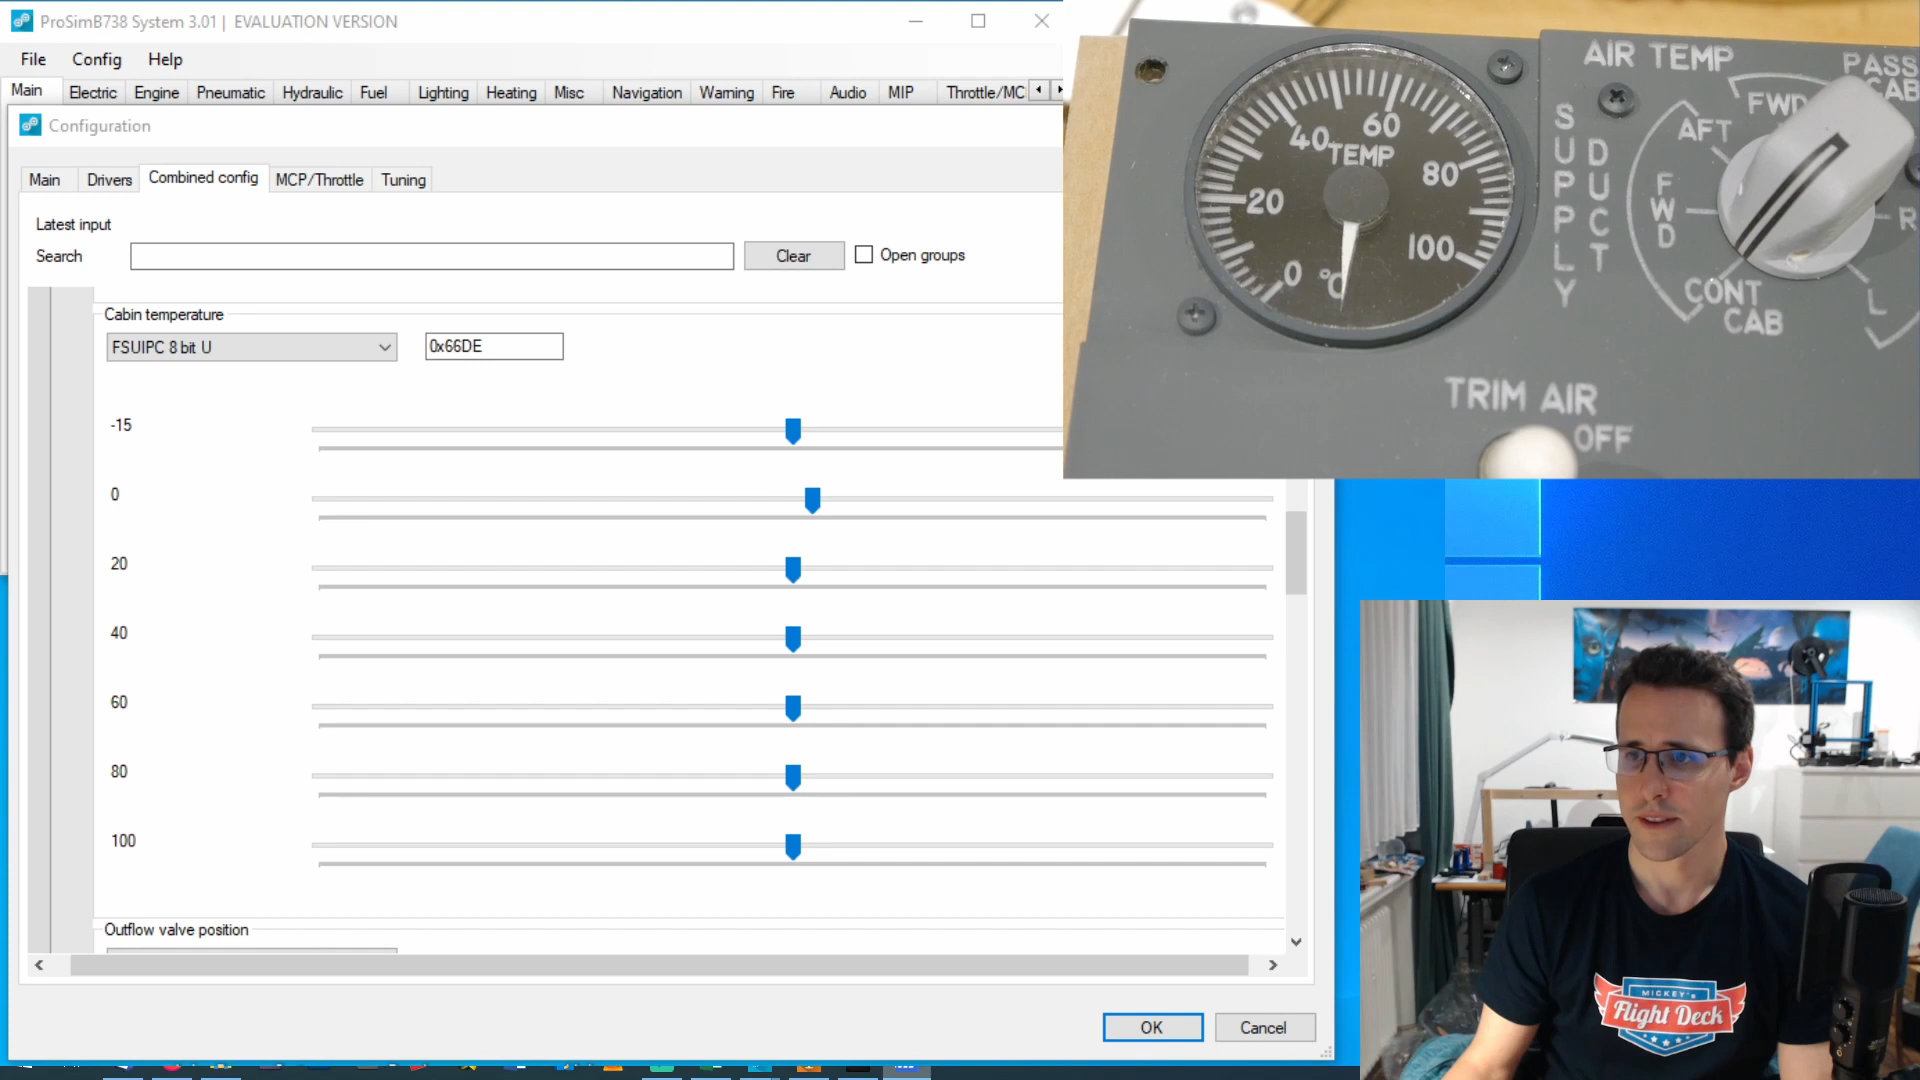 ProSimB738 System 3.01 | EVALUATION VERSION
File Config Help
Main Electric Engine Pneumatic Hydraulic Fuel Lighting Heating Misc Navigation Warning Fire Audio MIP Throttle/MC
Configuration
Main Drivers Combined config MCP/Throttle Tuning
Latest input
Search Clear Open groups
Cabin temperature
FSUIPC 8 bit U 0x66DE
-15
0
20
40
60
80
100
Outflow valve position
OK Cancel
0 20 40 60 80 100
TEMP
°C
AIR TEMP
SUPPLY
DUCT
PASS
CAB
FWD
AFT
FWD
CONT
CAB
R
L
TRIM AIR
OFF
MICKEY's
Flight Deck